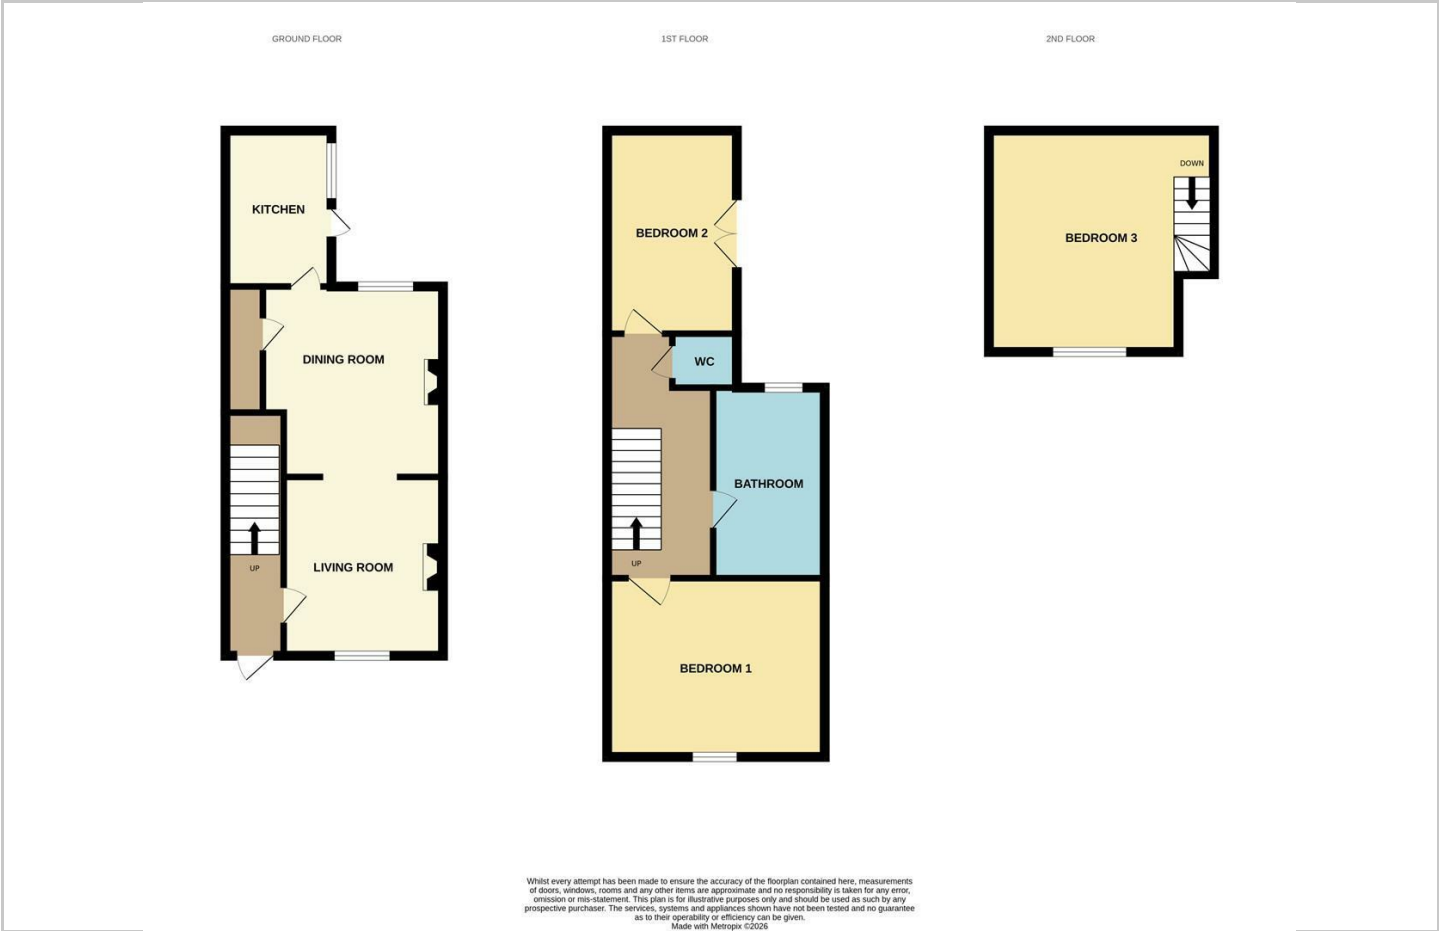 GROUND FLOOR
1ST FLOOR
2ND FLOOR
KITCHEN
DINING ROOM
LIVING ROOM
UP
BEDROOM 2
WC
BATHROOM
UP
BEDROOM 1
DOWN
BEDROOM 3
Whilst every attempt has been made to ensure the accuracy of the floorplan contained here, measurements
of doors, windows, rooms and any other items are approximate and no responsibility is taken for any error,
omission or mis-statement. This plan is for illustrative purposes only and should be used as such by any
prospective purchaser. The services, systems and appliances shown have not been tested and no guarantee
as to their operability or efficiency can be given.
Made with Metropix ©2026